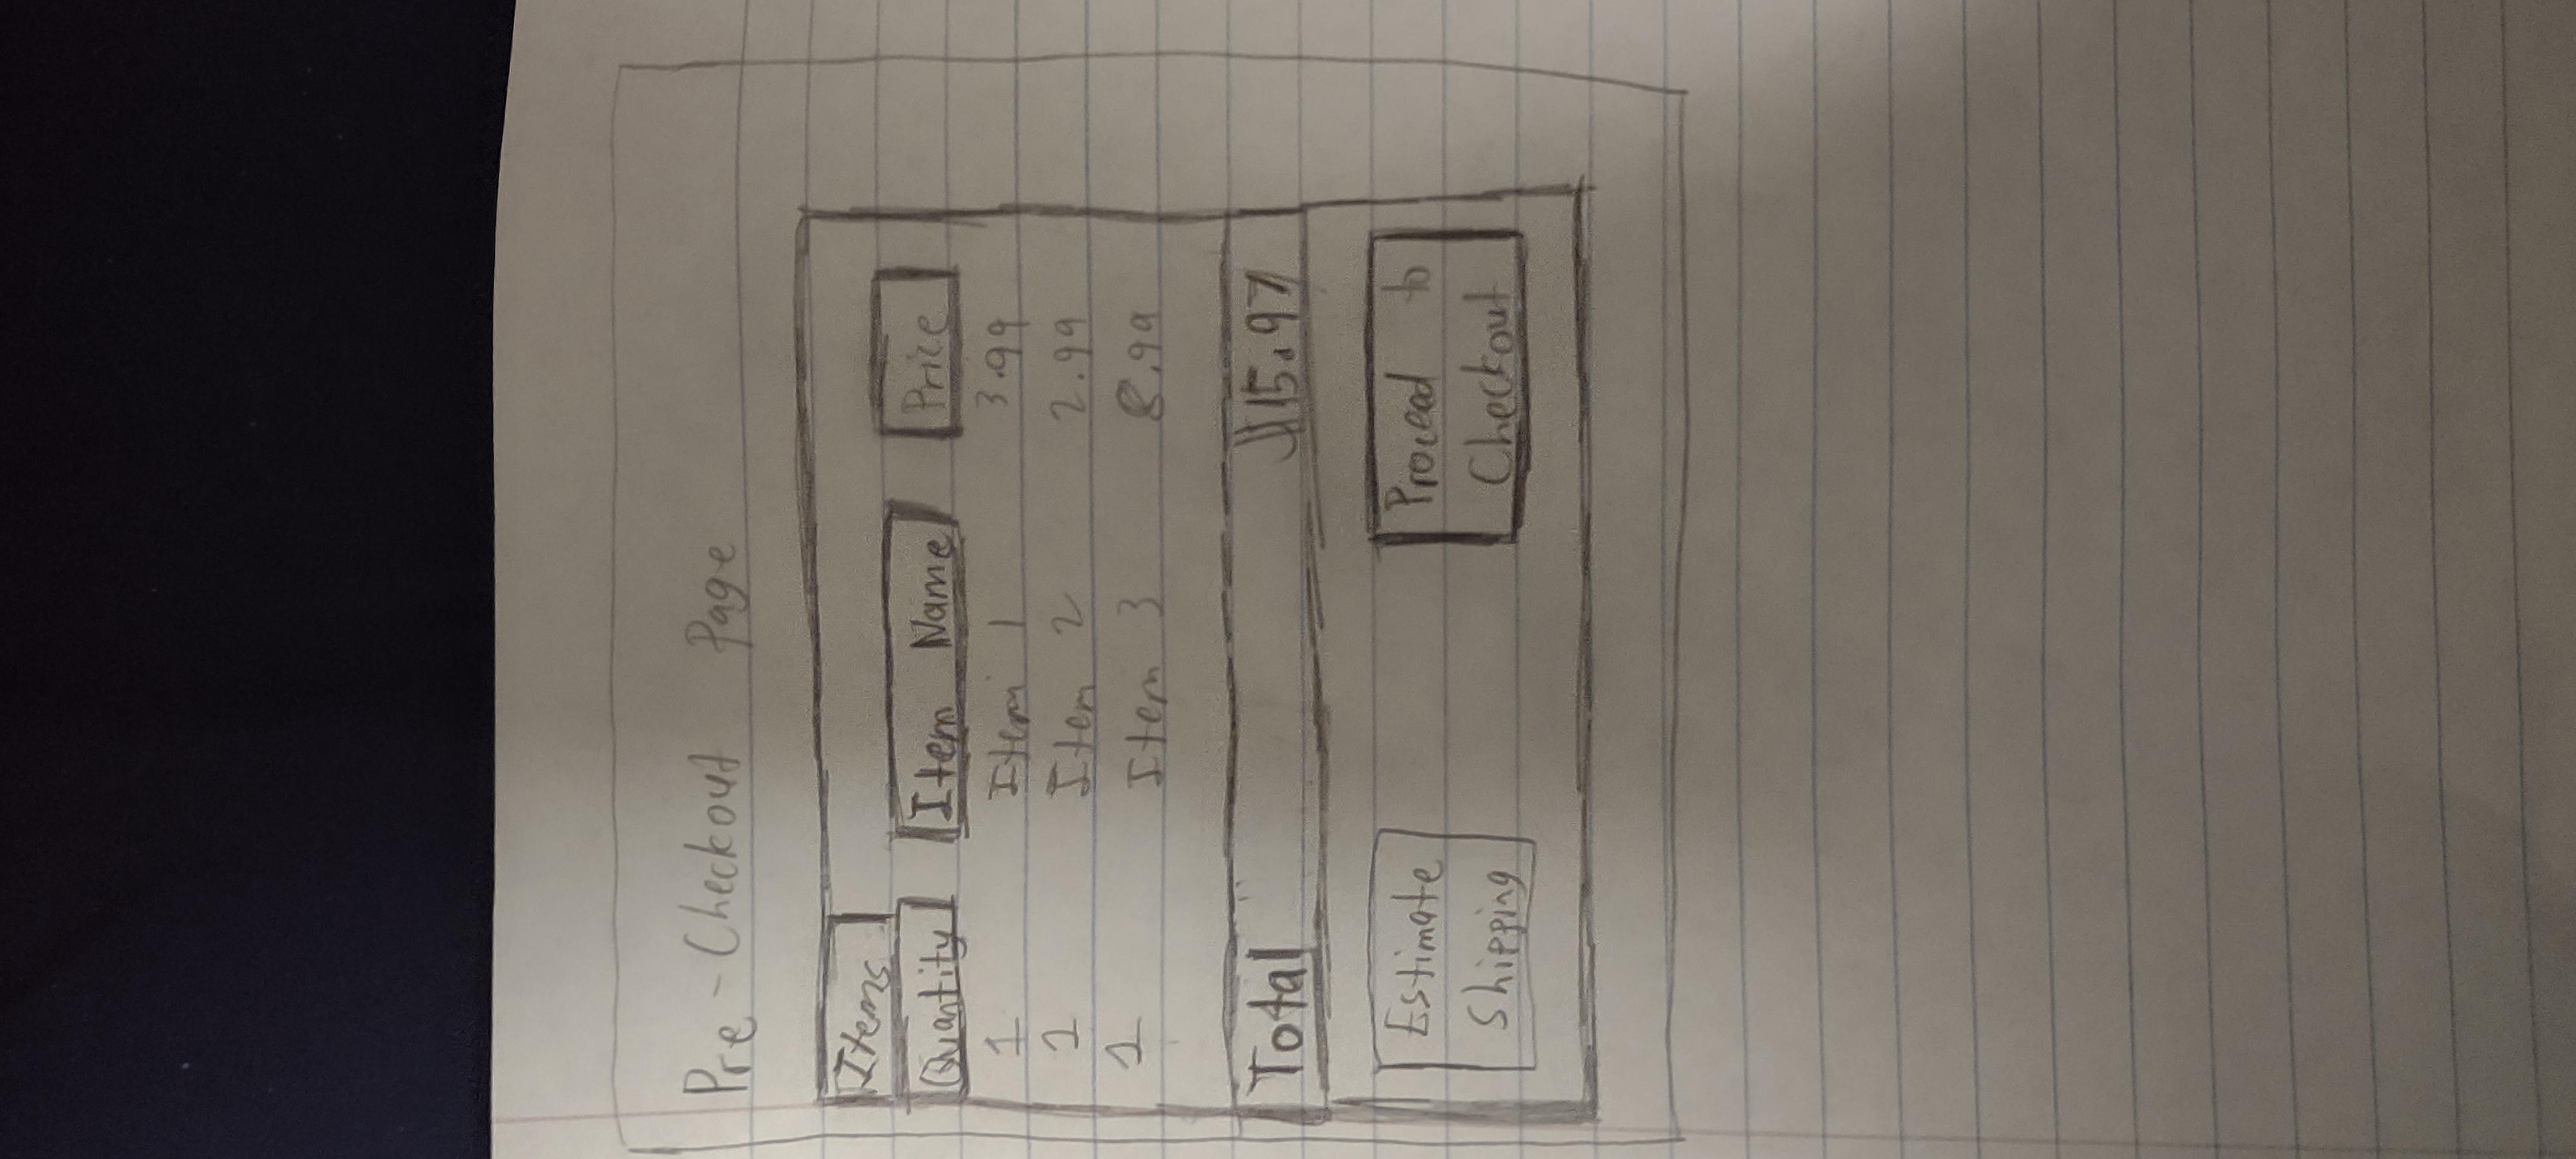 Pre-Checkout Page
Items
Quantity Item Name Price
1 Item 1 3.99
1 Item 2 2.99
1 Item 3 8.99
Total $15.97
Estimate Shipping
Proceed to Checkout